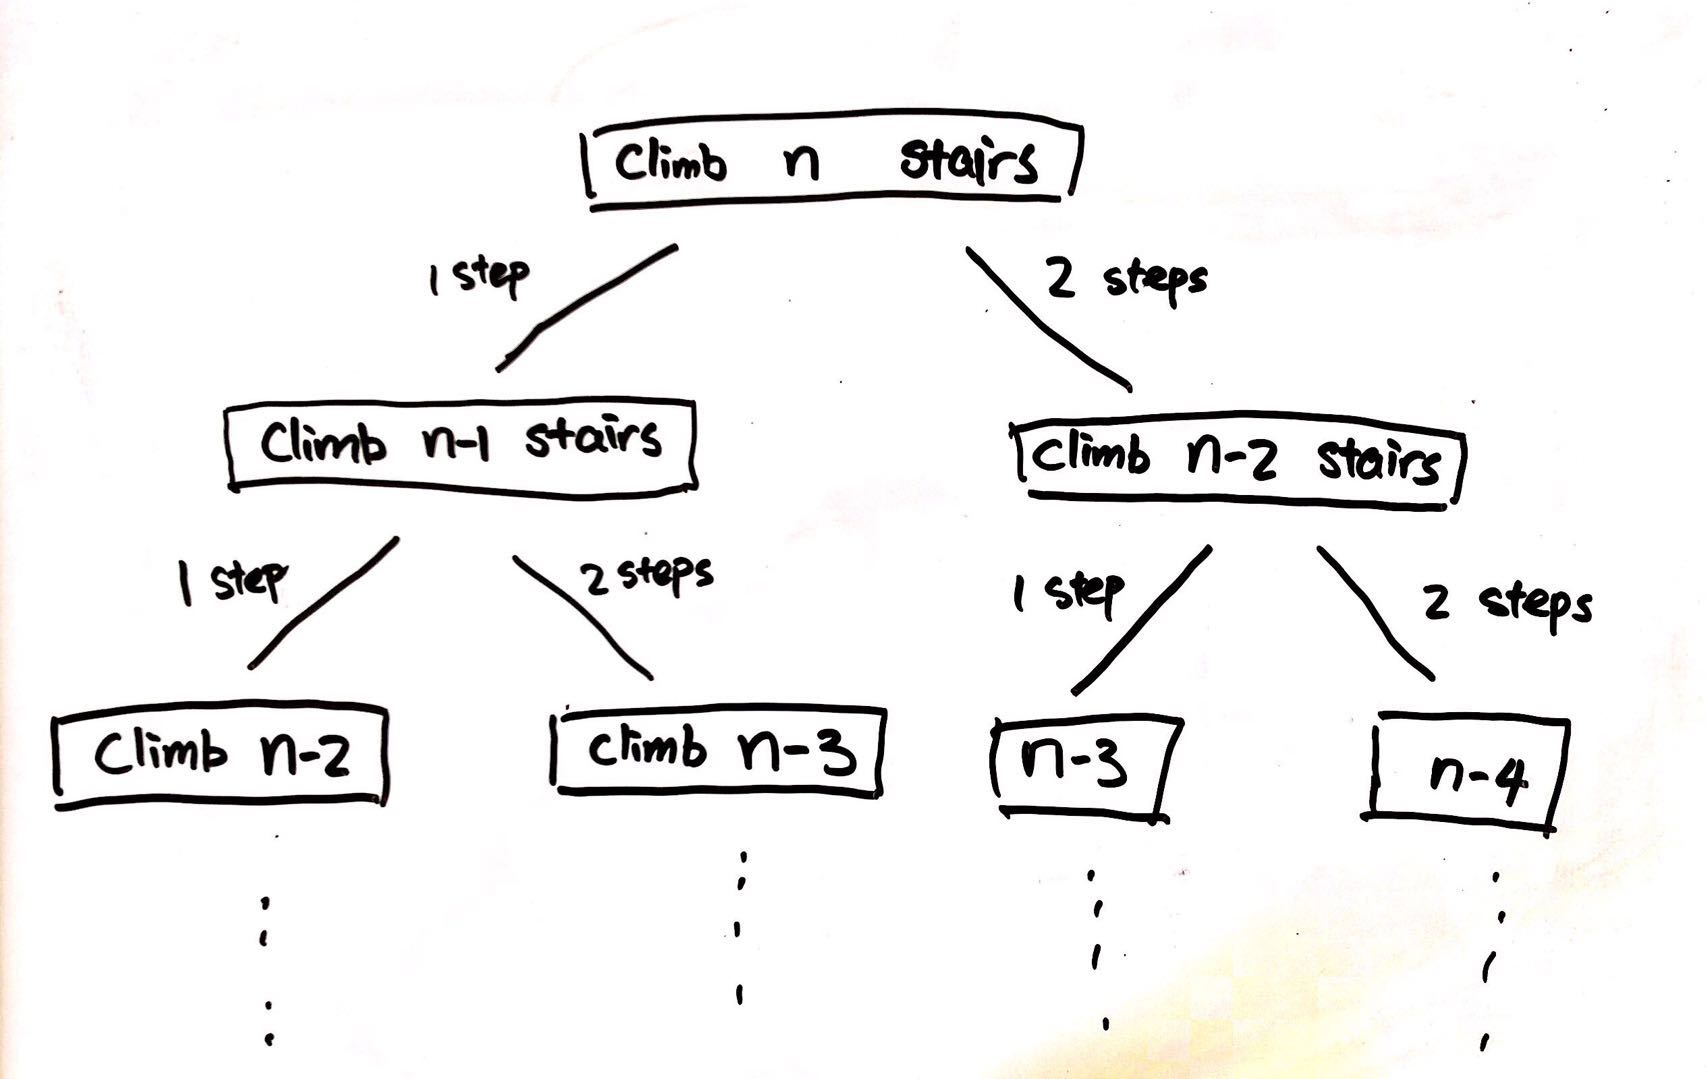 Climb n stairs
1 step
2 steps
Climb n-1 stairs
Climb n-2 stairs
1 step
2 steps
1 step
2 steps
Climb n-2
Climb n-3
n-3
n-4